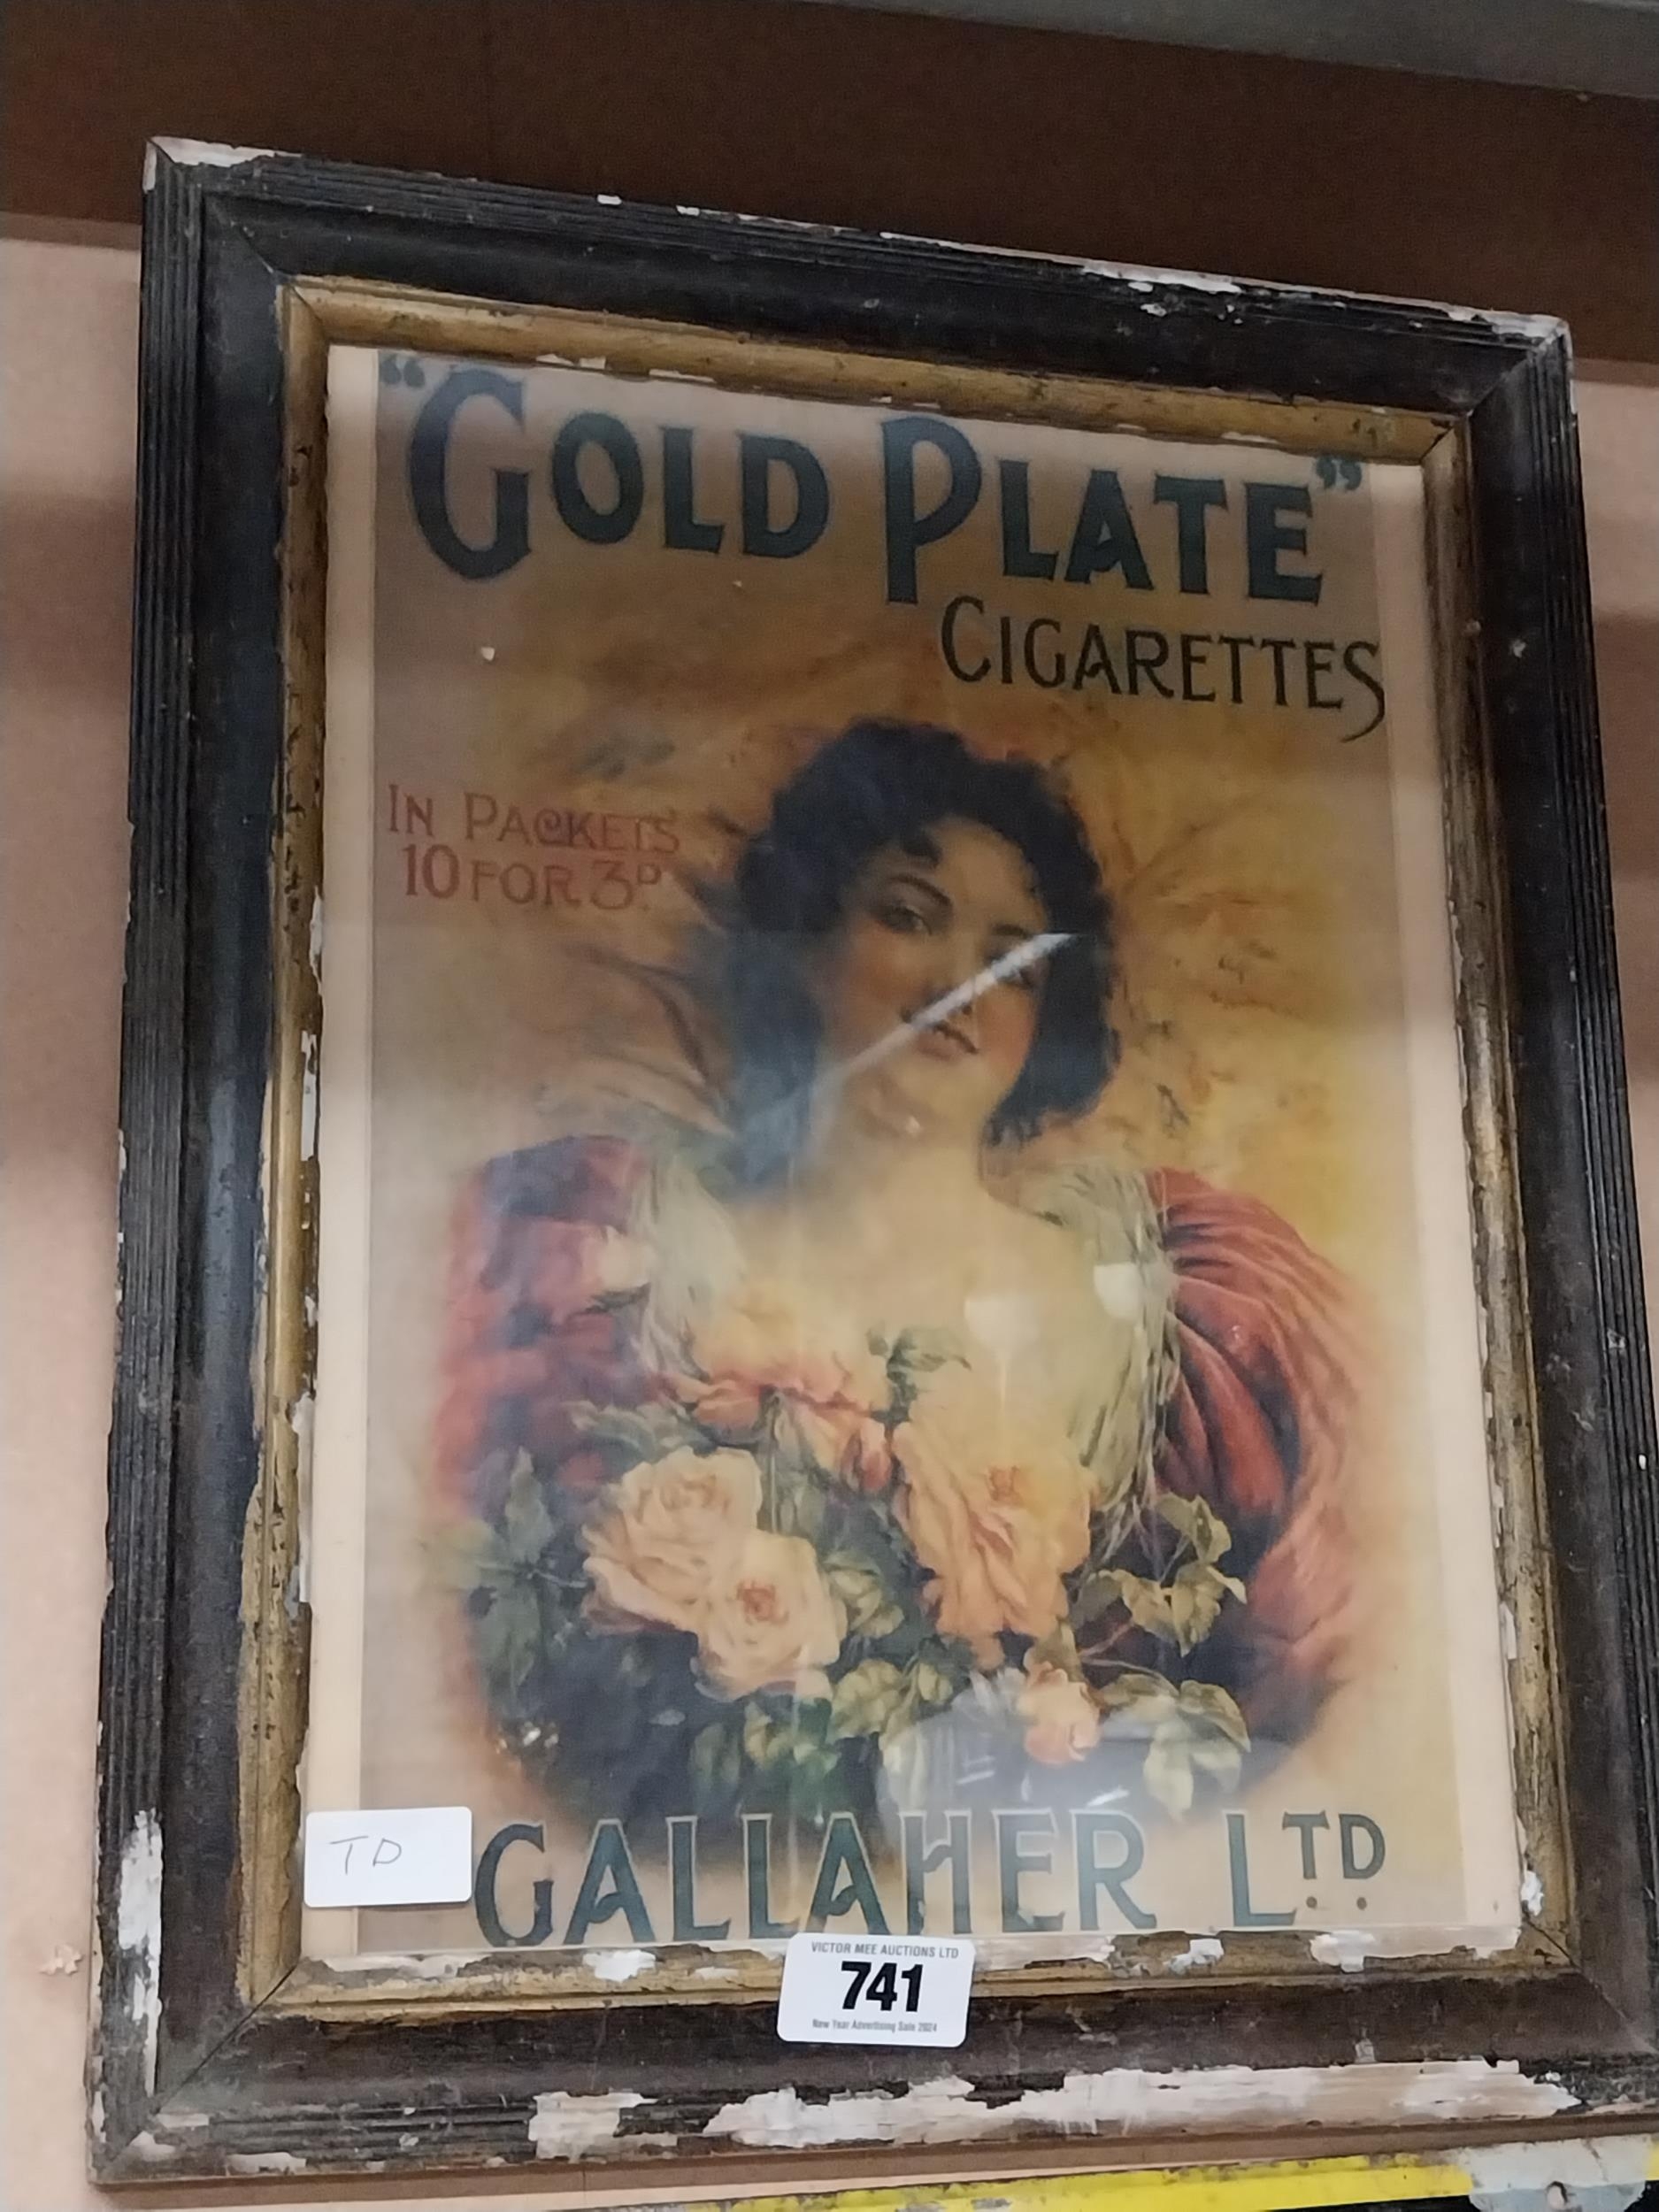 "GOLD PLATE"
CIGARETTES
IN PACKETS
10 FOR 3D.
TD
GALLAHER LTD
VICTOR MEE AUCTIONS LTD
741
New Year Advertising Sale 2024